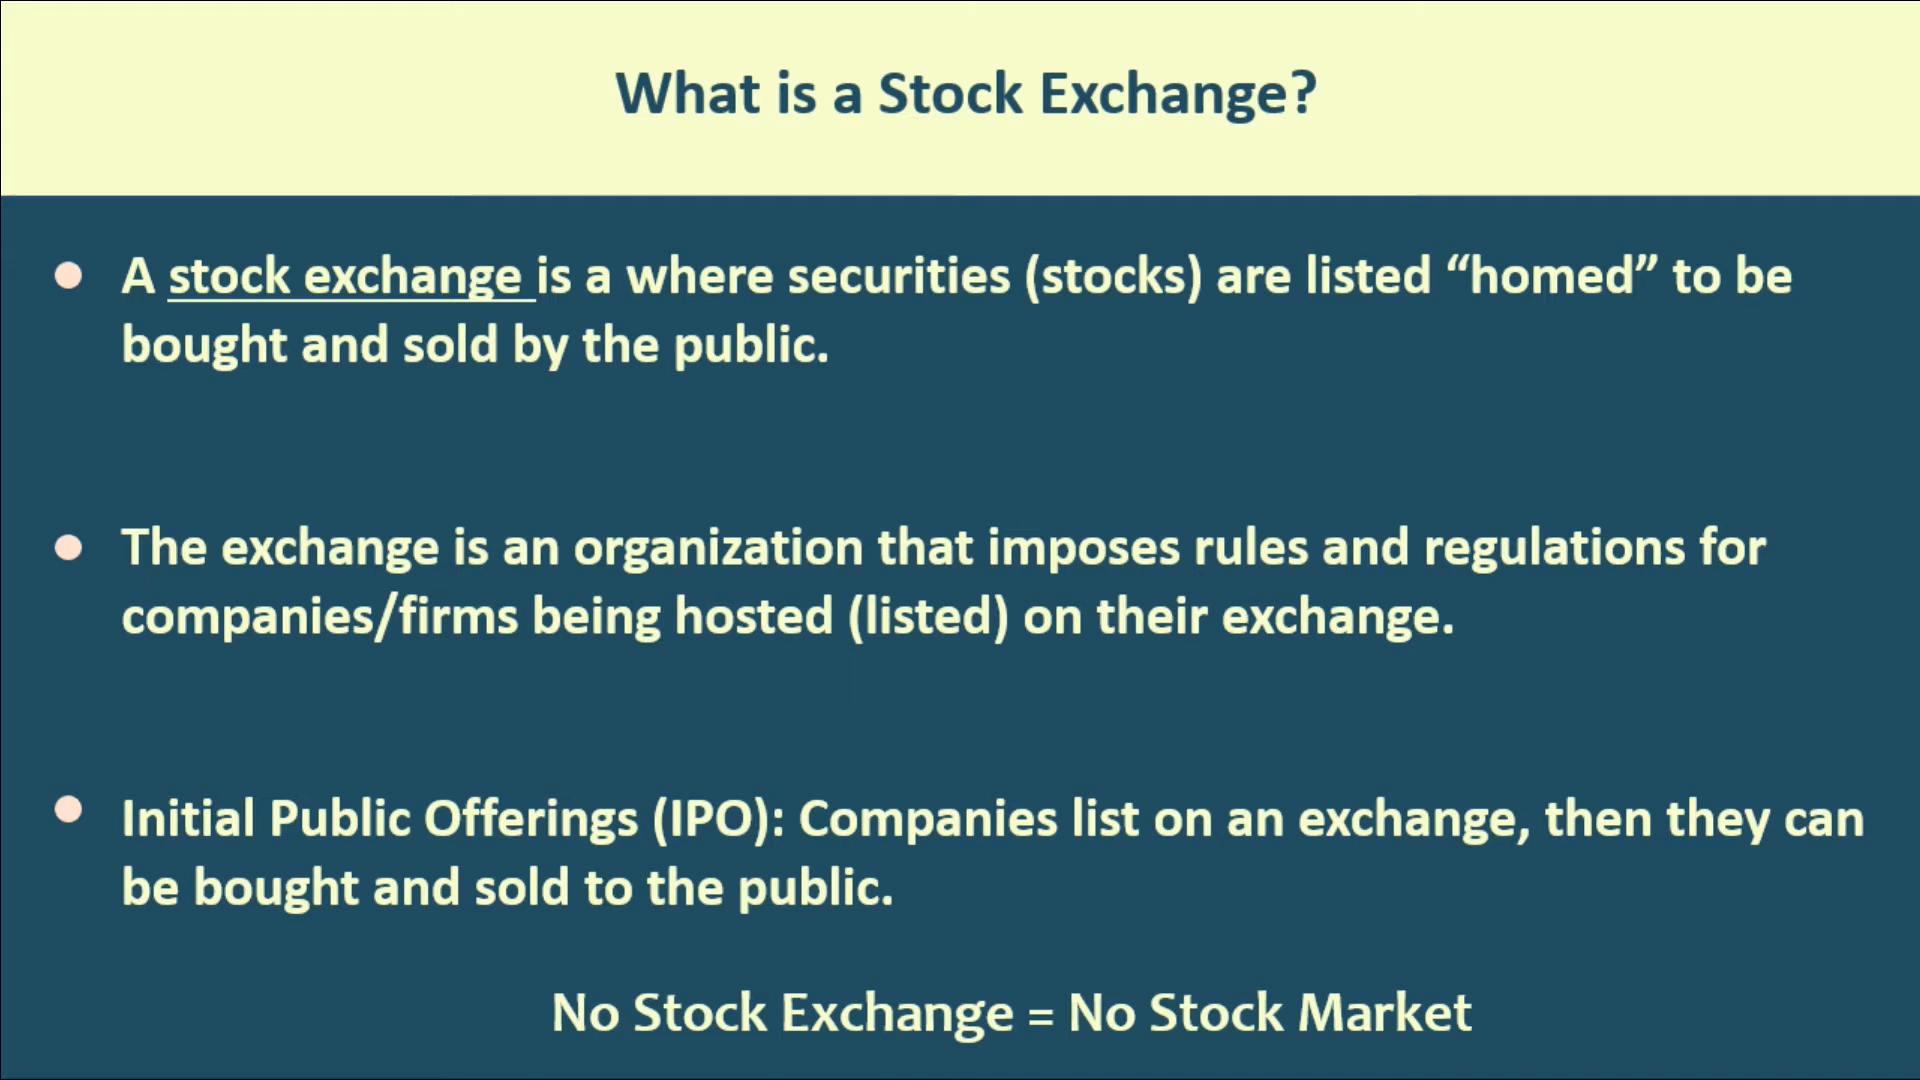 What is a Stock Exchange?
A stock exchange is a where securities (stocks) are listed “homed” to be
bought and sold by the public.
The exchange is an organization that imposes rules and regulations for
companies/firms being hosted (listed) on their exchange.
Initial Public Offerings (IPO): Companies list on an exchange, then they can
be bought and sold to the public.
No Stock Exchange = No Stock Market